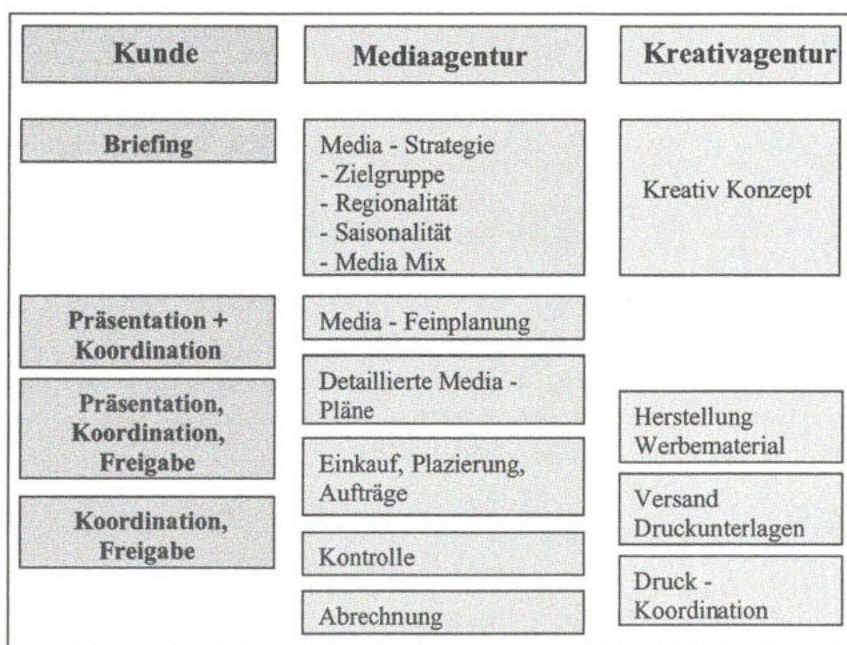 Kunde
Mediaagentur
Kreativagentur
Briefing
Media - Strategie
- Zielgruppe
- Regionalität
- Saisonalität
- Media Mix
Kreativ Konzept
Präsentation +
Koordination
Media - Feinplanung
Präsentation,
Koordination,
Freigabe
Detaillierte Media -
Pläne
Herstellung
Werbematerial
Einkauf, Plazierung,
Aufträge
Koordination,
Freigabe
Versand
Druckunterlagen
Kontrolle
Druck -
Koordination
Abrechnung